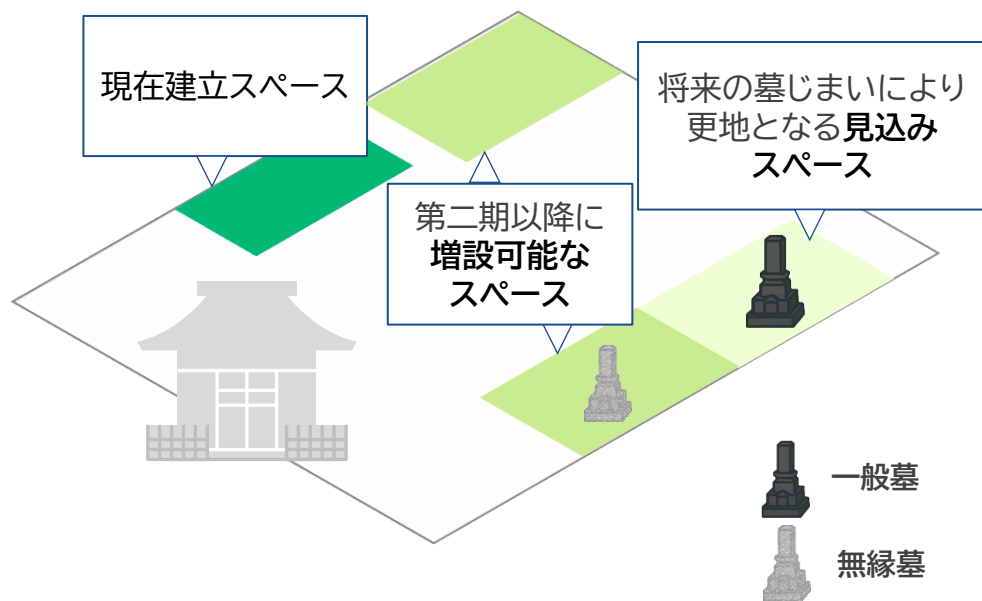 現在建立スペース
将来の墓じまいにより
更地となる見込み
スペース
第二期以降に
増設可能な
スペース
一般墓
無縁墓